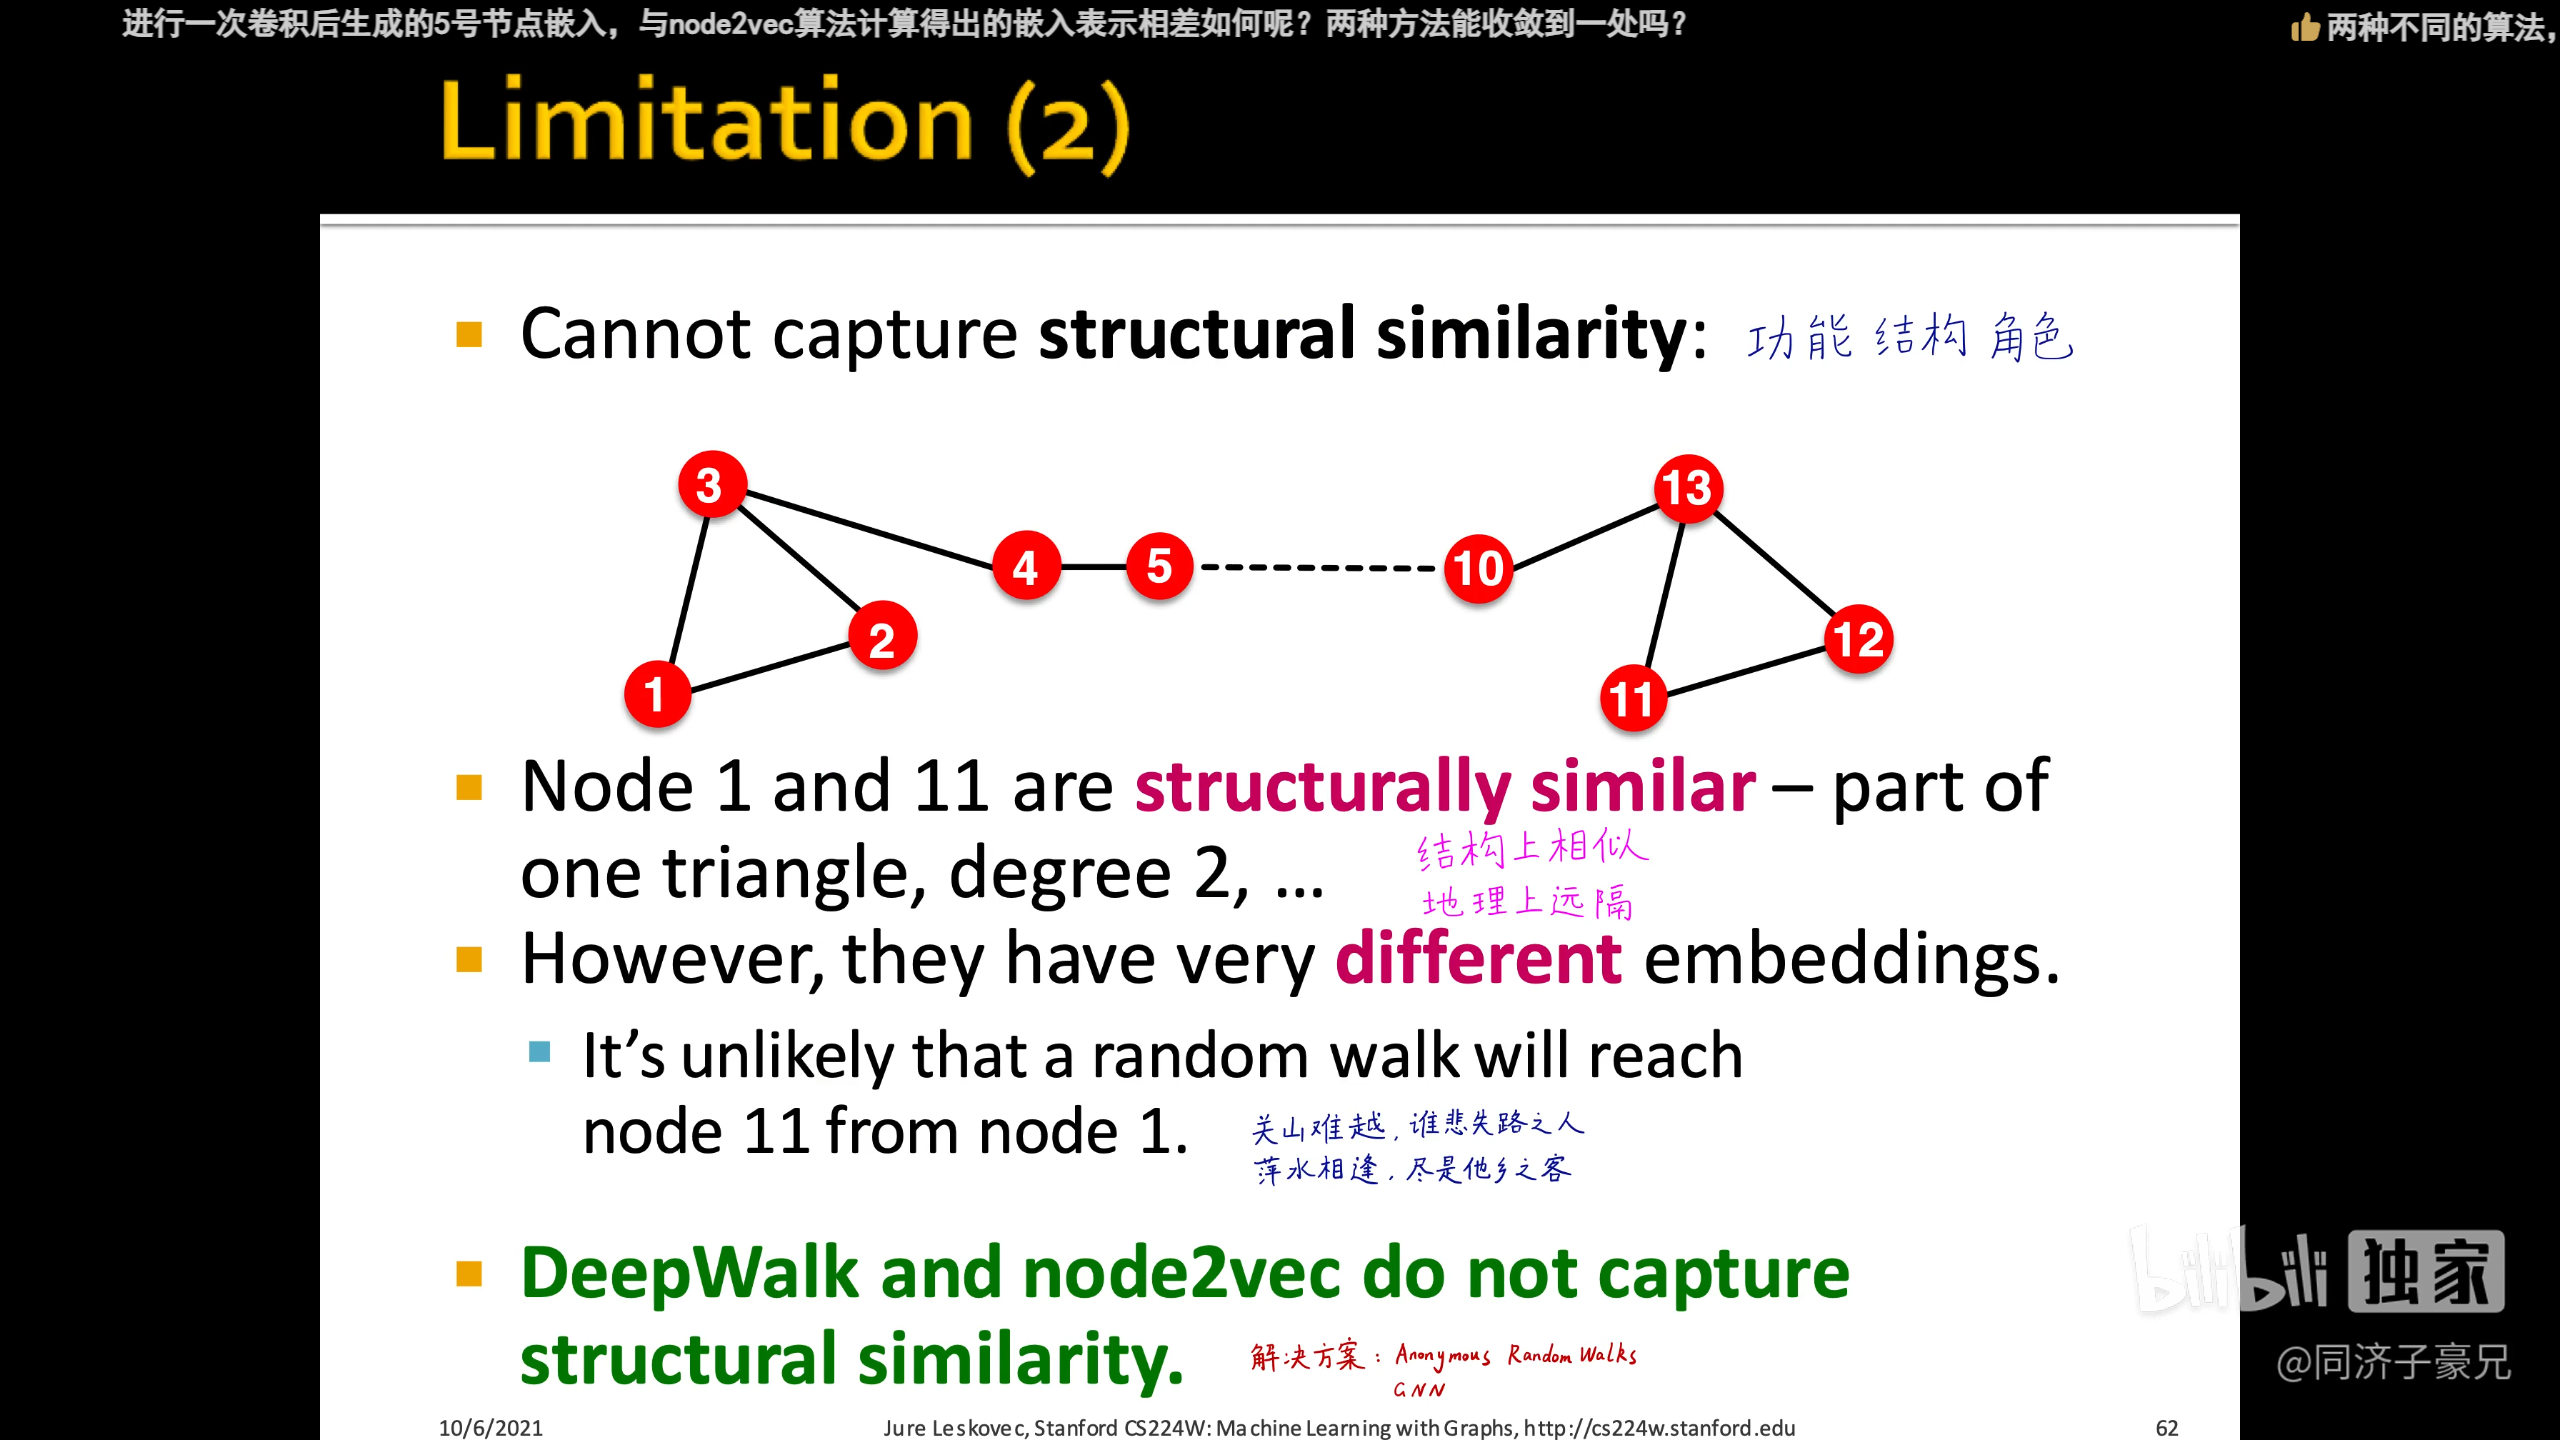 进行一次卷积后生成的5号节点嵌入，与node2vec算法计算得出的嵌入表示相差如何呢？两种方法能收敛到一处吗？
两种不同的算法，
Limitation (2)
Cannot capture structural similarity: 功能 结构 角色
3
13
4
5
10
2
12
1
11
Node 1 and 11 are structurally similar – part of
one triangle, degree 2, ...
结构上相似
地理上远隔
However, they have very different embeddings.
It's unlikely that a random walk will reach
node 11 from node 1.
关山难越，谁悲失路之人
萍水相逢，尽是他乡之客
DeepWalk and node2vec do not capture
structural similarity.
解决方案：Anonymous Random Walks
GNN
bilibili 独家
@同济子豪兄
10/6/2021
Jure Leskovec, Stanford CS224W: Machine Learning with Graphs, http://cs224w.stanford.edu
62